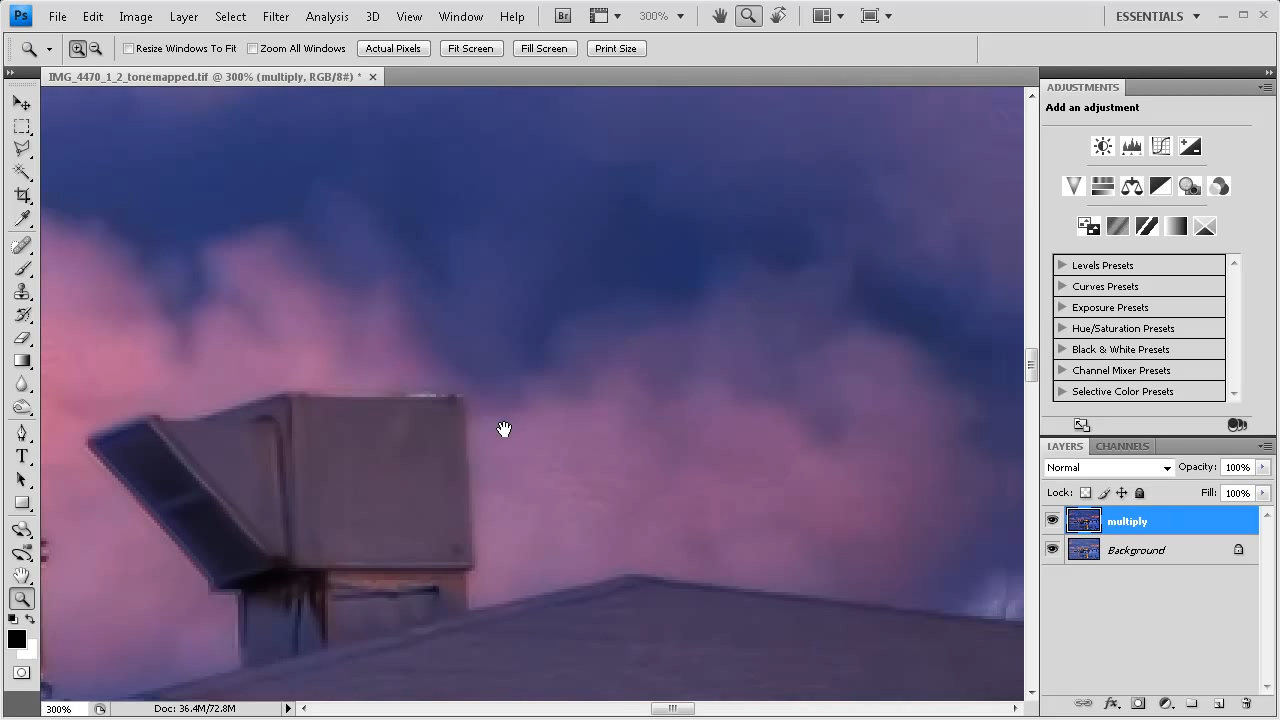 Ps File Edit Image Layer Select Filter Analysis 3D View Window Help Br 300% ESSENTIALS
Resize Windows To Fit Zoom All Windows Actual Pixels Fit Screen Fill Screen Print Size
IMG_4470_1_2_tonemapped.tif @ 300% (multiply, RGB/8#) *
ADJUSTMENTS
Add an adjustment
Levels Presets
Curves Presets
Exposure Presets
Hue/Saturation Presets
Black & White Presets
Channel Mixer Presets
Selective Color Presets
LAYERS CHANNELS
Normal Opacity: 100%
Lock: Fill: 100%
multiply
Background
300% Doc: 36.4M/72.8M